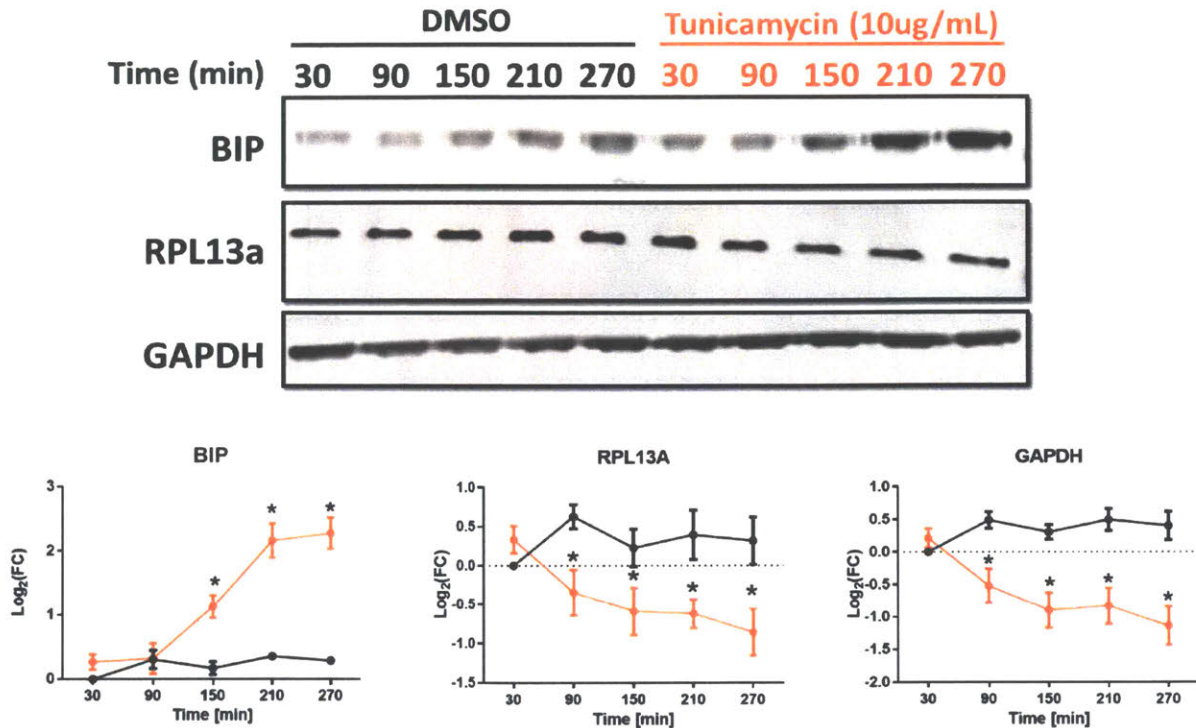 DMSO Tunicamycin (10ug/mL)
Time (min) 30 90 150 210 270 30 90 150 210 270
BIP
RPL13a
GAPDH
BIP
3
2
1
0
Log2(FC)
* * *
30 90 150 210 270
Time [min]
RPL13A
1.0
0.5
0.0
-0.5
-1.0
-1.5
Log2(FC)
* * * *
30 90 150 210 270
Time [min]
GAPDH
1.0
0.5
0.0
-0.5
-1.0
-1.5
-2.0
Log2(FC)
* * * *
30 90 150 210 270
Time [min]